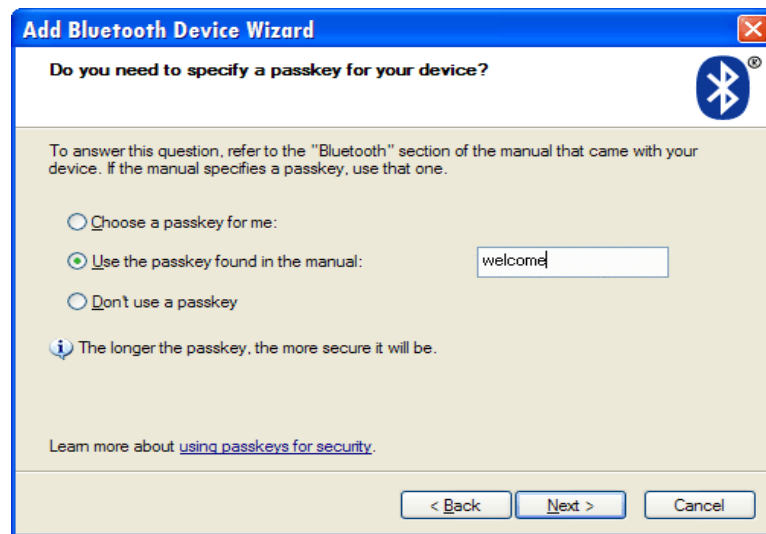 Add Bluetooth Device Wizard
Do you need to specify a passkey for your device?
®
To answer this question, refer to the "Bluetooth" section of the manual that came with your
device. If the manual specifies a passkey, use that one.
Choose a passkey for me:
Use the passkey found in the manual: welcome
Don't use a passkey
The longer the passkey, the more secure it will be.
Learn more about using passkeys for security.
< Back Next > Cancel